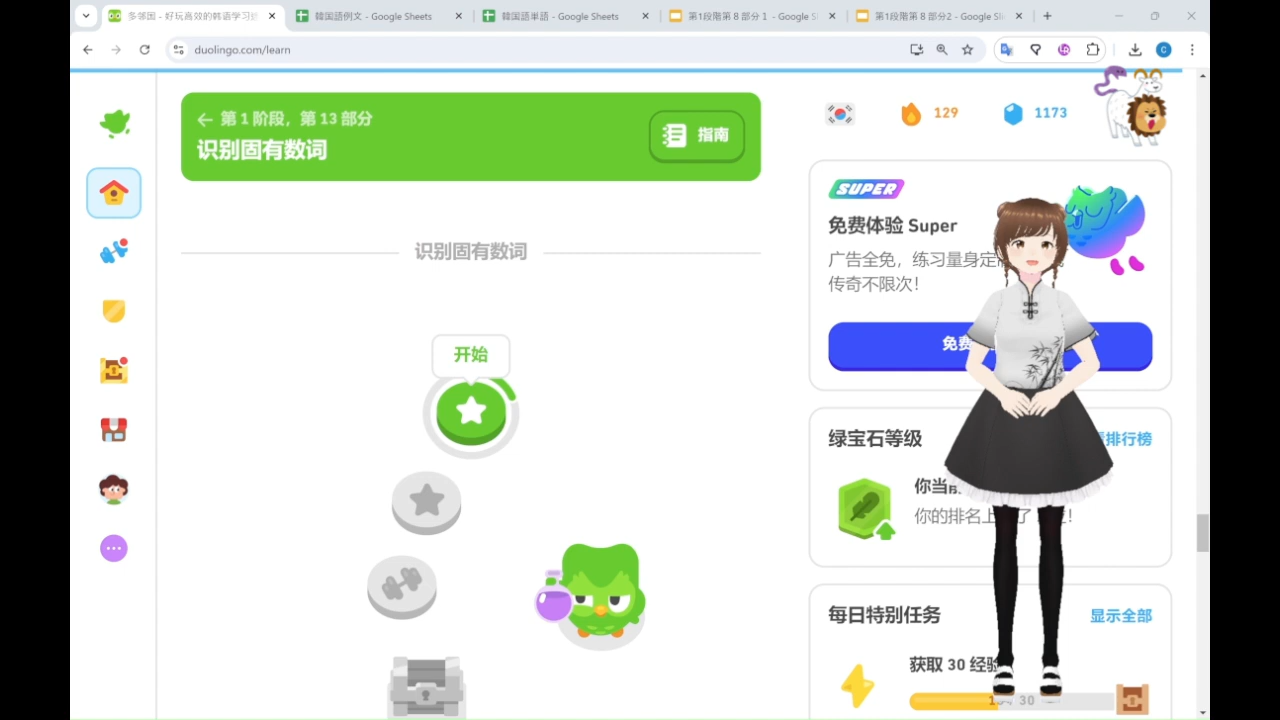 多邻国 - 好玩高效的韩语学习
韓国語例文 - Google Sheets
韓国語単語 - Google Sheets
第1段階第８部分１ - Google S
第1段階第８部分2 - Google Sl
duolingo.com/learn
第 1 阶段，第 13 部分
识别固有数词
指南
129
1173
SUPER
免费体验 Super
广告全免，练习量身定
传奇不限次！
免费
识别固有数词
开始
绿宝石等级
排行榜
你当
你的排名上
了
！
每日特别任务
显示全部
获取 30 经验
30